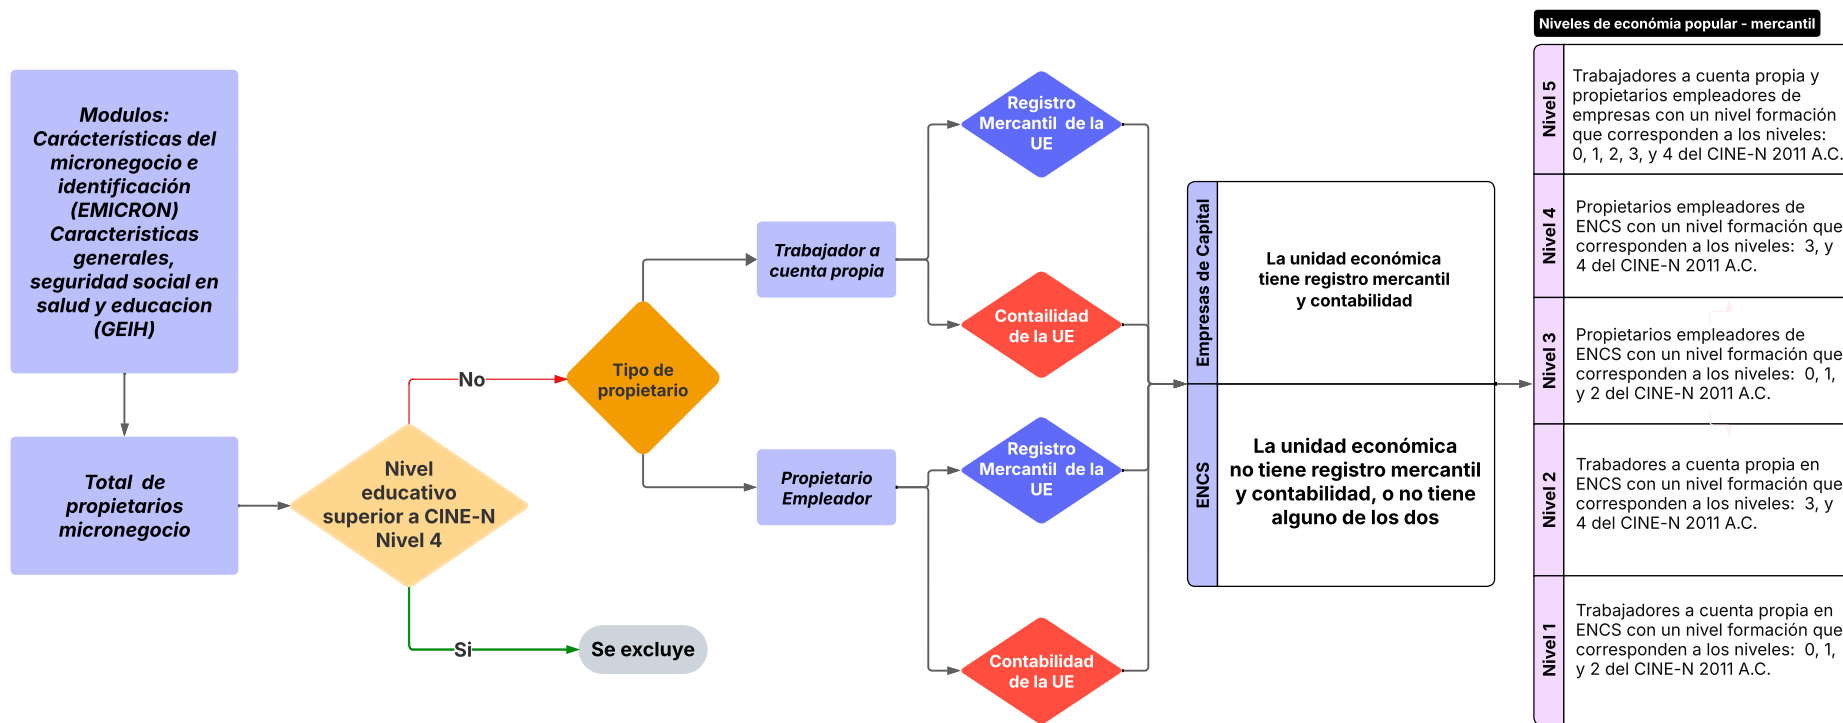 Niveles de económia popular - mercantil
Modulos:
Carácterísticas del
micronegocio e
identificación
(EMICRON)
Caracteristicas
generales,
seguridad social en
salud y educacion
(GEIH)
Total de
propietarios
micronegocio
Nivel
educativo
superior a CINE-N
Nivel 4
No
Si
Se excluye
Tipo de
propietario
Trabajador a
cuenta propia
Propietario
Empleador
Registro
Mercantil de la
UE
Contailidad
de la UE
Registro
Mercantil de la
UE
Contabilidad
de la UE
Empresas de Capital
La unidad económica
tiene registro mercantil
y contabilidad
ENCS
La unidad económica
no tiene registro mercantil
y contabilidad, o no tiene
alguno de los dos
Nivel 5
Trabajadores a cuenta propia y
propietarios empleadores de
empresas con un nivel formación
que corresponden a los niveles:
0, 1, 2, 3, y 4 del CINE-N 2011 A.C.
Nivel 4
Propietarios empleadores de
ENCS con un nivel formación que
corresponden a los niveles: 3, y
4 del CINE-N 2011 A.C.
Nivel 3
Propietarios empleadores de
ENCS con un nivel formación que
corresponden a los niveles: 0, 1,
y 2 del CINE-N 2011 A.C.
Nivel 2
Trabadores a cuenta propia en
ENCS con un nivel formación que
corresponden a los niveles: 3, y
4 del CINE-N 2011 A.C.
Nivel 1
Trabajadores a cuenta propia en
ENCS con un nivel formación que
corresponden a los niveles: 0, 1,
y 2 del CINE-N 2011 A.C.